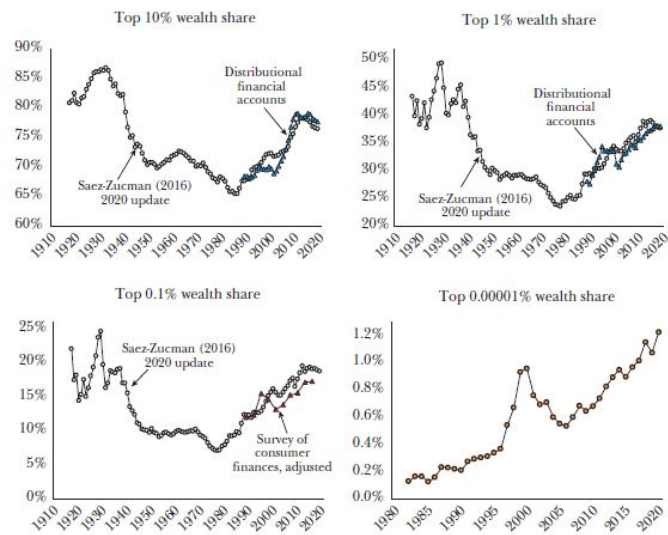 Top 10% wealth share
90%
85%
80%
75%
70%
65%
60%
Distributional
financial
accounts
Saez-Zucman (2016)
2020 update
1910 1920 1930 1940 1950 1960 1970 1980 1990 2000 2010 2020
Top 1% wealth share
50%
45%
40%
35%
30%
25%
20%
Distributional
financial
accounts
Saez-Zucman (2016)
2020 update
1910 1920 1930 1940 1950 1960 1970 1980 1990 2000 2010 2020
Top 0.1% wealth share
25%
20%
15%
10%
5%
0%
Saez-Zucman (2016)
2020 update
Survey of
consumer
finances, adjusted
1910 1920 1930 1940 1950 1960 1970 1980 1990 2000 2010 2020
Top 0.00001% wealth share
1.2%
1.0%
0.8%
0.6%
0.4%
0.2%
0.0%
1980 1985 1990 1995 2000 2005 2010 2015 2020